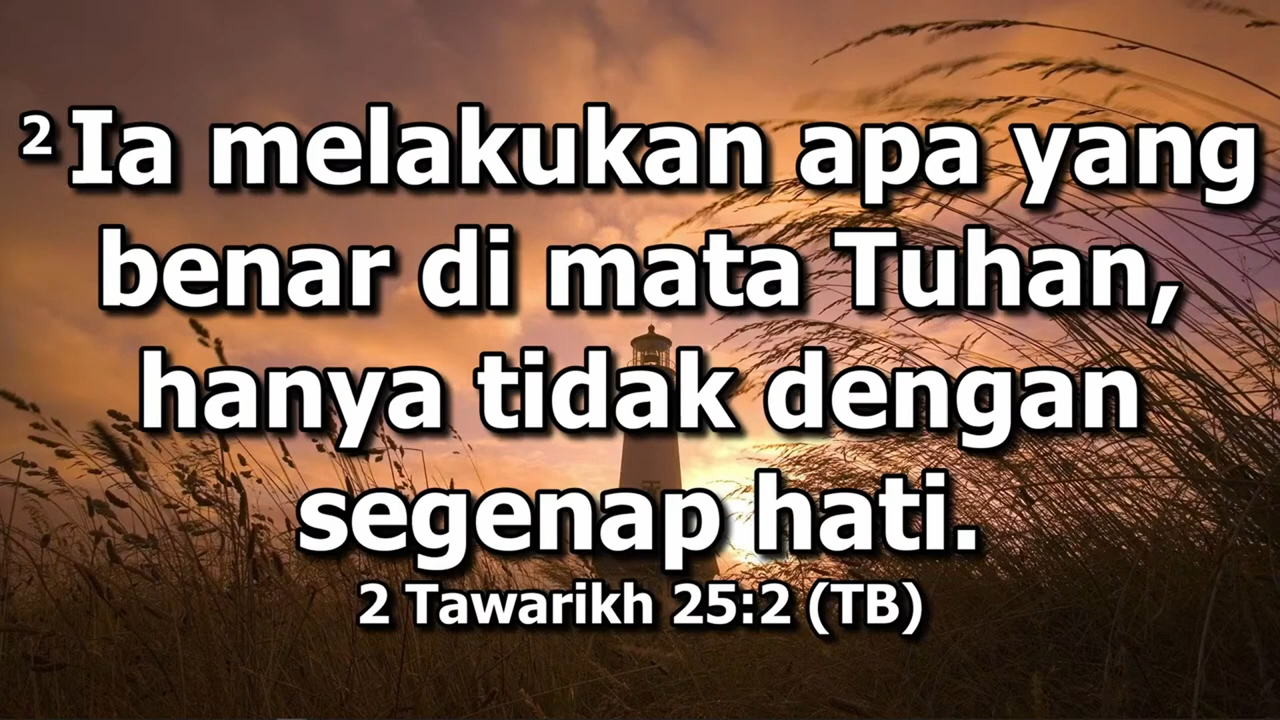 2 Ia melakukan apa yang
benar di mata Tuhan,
hanya tidak dengan
segenap hati.
2 Tawarikh 25:2 (TB)